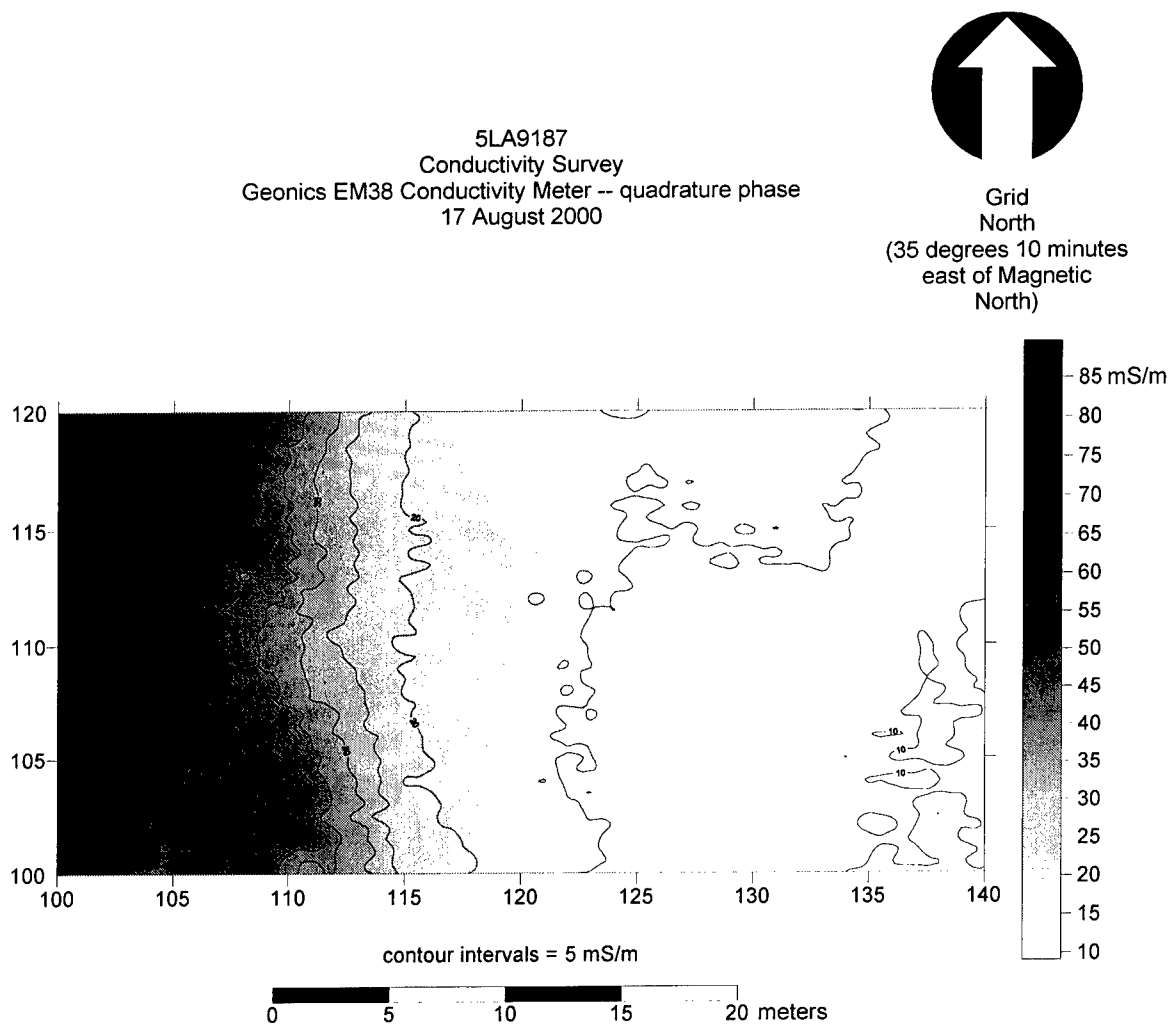 5LA9187
Conductivity Survey
Geonics EM38 Conductivity Meter -- quadrature phase
17 August 2000
Grid
North
(35 degrees 10 minutes
east of Magnetic
North)
85 mS/m
80
75
70
65
60
55
50
45
40
35
30
25
20
15
10
120
115
110
105
100
20
10
10
10
100 105 110 115 120 125 130 135 140
contour intervals = 5 mS/m
0 5 10 15 20 meters